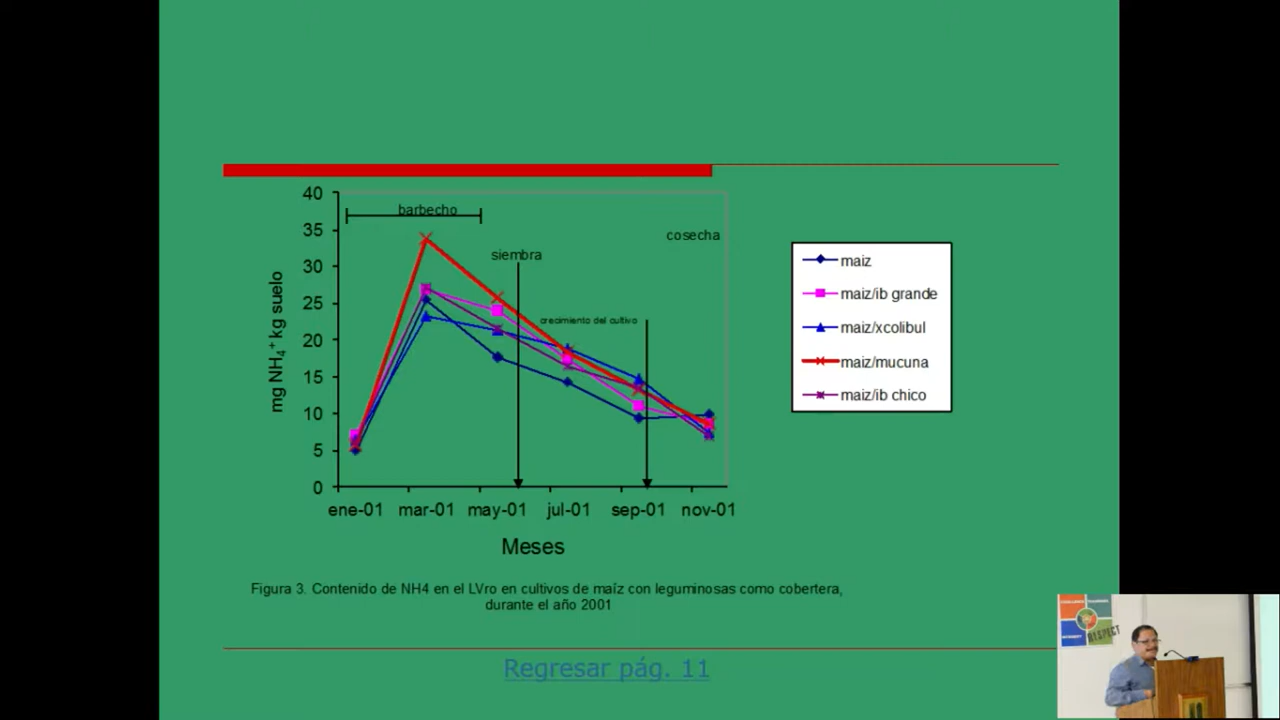 40
35
30
25
20
15
10
5
0
mg NH4+ kg suelo
barbecho
siembra
crecimiento del cultivo
cosecha
ene-01 mar-01 may-01 jul-01 sep-01 nov-01
Meses
maiz
maiz/ib grande
maiz/xcolibul
maiz/mucuna
maiz/ib chico
Figura 3. Contenido de NH4 en el LVro en cultivos de maíz con leguminosas como cobertera,
durante el año 2001
Regresar pág. 11
RESPECT